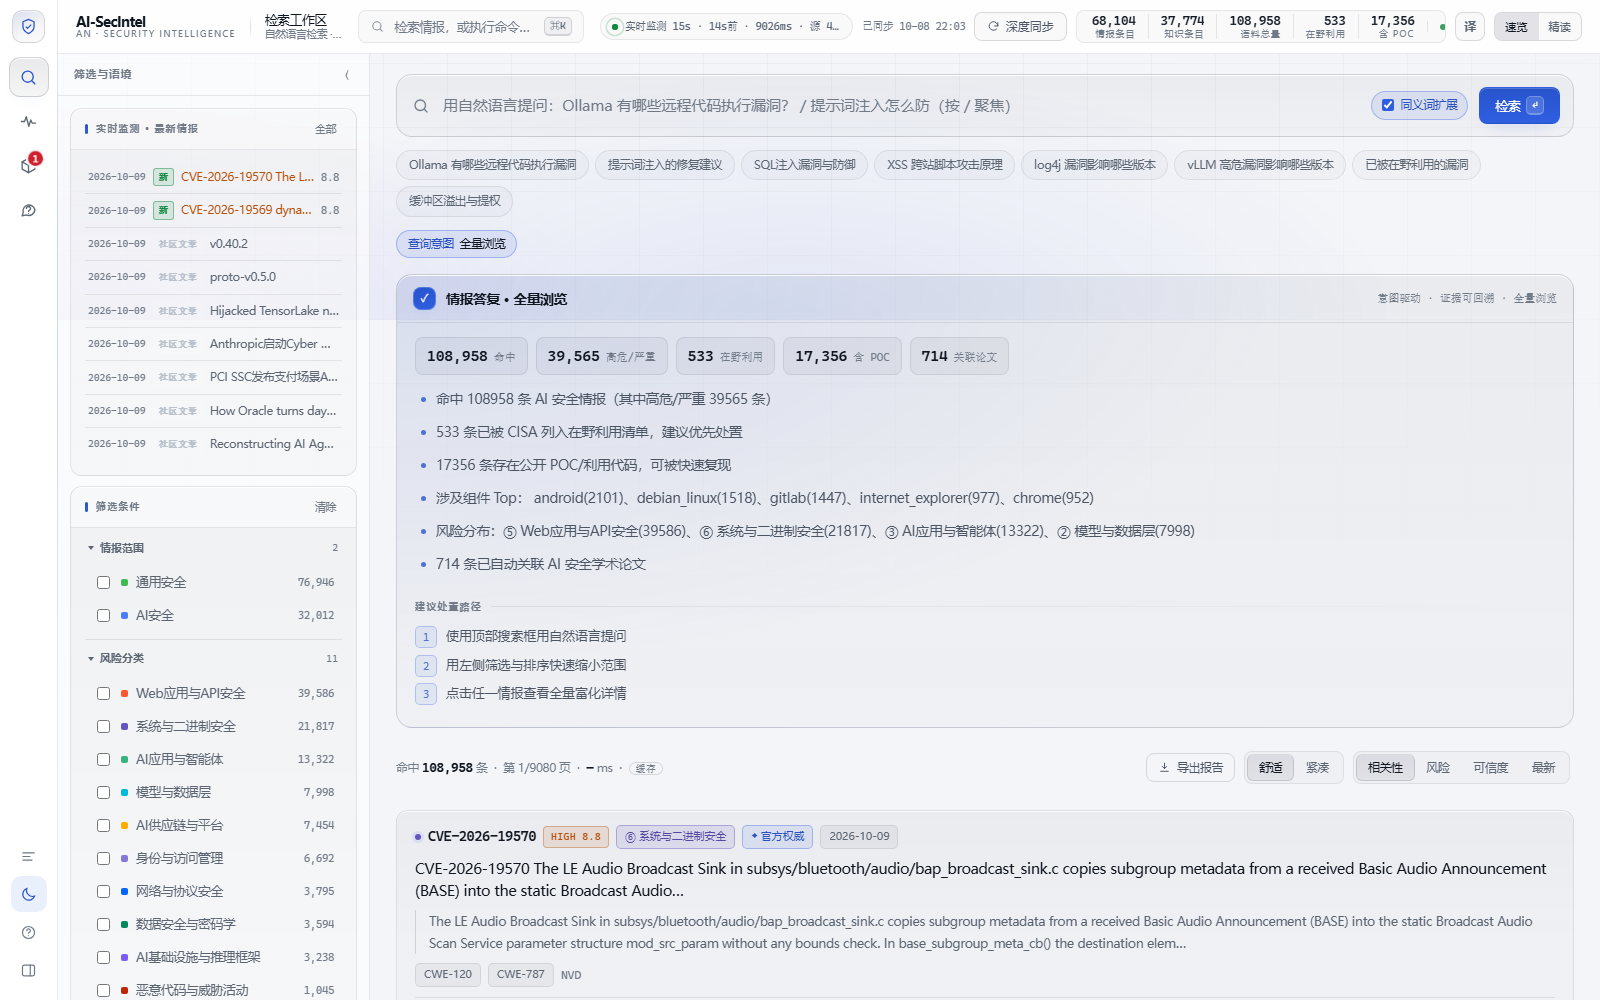 AI-SecIntel
AN · SECURITY INTELLIGENCE
检索工作区
自然语言检索 ·...
检索情报，或执行命令... ⌘K
实时监测 15s · 14s前 · 9026ms · 源 4…
已同步 10-08 22:03
深度同步
68,104 情报条目
37,774 知识条目
108,958 语料总量
533 在野利用
17,356 含 POC
译
速览 精读
筛选与语境
1
实时监测 • 最新情报 全部
2026-10-09 新 CVE-2026-19570 The L... 8.8
2026-10-09 新 CVE-2026-19569 dyna... 8.8
2026-10-09 社区文章 v0.40.2
2026-10-09 社区文章 proto-v0.5.0
2026-10-09 社区文章 Hijacked TensorLake n...
2026-10-09 社区文章 Anthropic启动Cyber ...
2026-10-09 社区文章 PCI SSC发布支付场景A...
2026-10-09 社区文章 How Oracle turns day...
2026-10-09 社区文章 Reconstructing AI Ag...
筛选条件 清除
情报范围 2
通用安全 76,946
AI安全 32,012
风险分类 11
Web应用与API安全 39,586
系统与二进制安全 21,817
AI应用与智能体 13,322
模型与数据层 7,998
AI供应链与平台 7,454
身份与访问管理 6,692
网络与协议安全 3,795
数据安全与密码学 3,594
AI基础设施与推理框架 3,238
恶意代码与威胁活动 1,045
用自然语言提问：Ollama 有哪些远程代码执行漏洞？ / 提示词注入怎么防（按 / 聚焦）
同义词扩展
检索
Ollama 有哪些远程代码执行漏洞
提示词注入的修复建议
SQL注入漏洞与防御
XSS 跨站脚本攻击原理
log4j 漏洞影响哪些版本
vLLM 高危漏洞影响哪些版本
已被在野利用的漏洞
缓冲区溢出与提权
查询意图 全量浏览
情报答复 • 全量浏览
意图驱动 · 证据可回溯 · 全量浏览
108,958 命中
39,565 高危/严重
533 在野利用
17,356 含 POC
714 关联论文
命中 108958 条 AI 安全情报（其中高危/严重 39565 条）
533 条已被 CISA 列入在野利用清单，建议优先处置
17356 条存在公开 POC/利用代码，可被快速复现
涉及组件 Top： android(2101)、debian_linux(1518)、gitlab(1447)、internet_explorer(977)、chrome(952)
风险分布：⑤ Web应用与API安全(39586)、⑥ 系统与二进制安全(21817)、③ AI应用与智能体(13322)、② 模型与数据层(7998)
714 条已自动关联 AI 安全学术论文
建议处置路径
1 使用顶部搜索框用自然语言提问
2 用左侧筛选与排序快速缩小范围
3 点击任一情报查看全量富化详情
命中 108,958 条 · 第 1/9080 页 · – ms · 缓存
导出报告
舒适 紧凑
相关性 风险 可信度 最新
CVE-2026-19570 HIGH 8.8 ⑥ 系统与二进制安全 ✦ 官方权威 2026-10-09
CVE-2026-19570 The LE Audio Broadcast Sink in subsys/bluetooth/audio/bap_broadcast_sink.c copies subgroup metadata from a received Basic Audio Announcement
(BASE) into the static Broadcast Audio...
The LE Audio Broadcast Sink in subsys/bluetooth/audio/bap_broadcast_sink.c copies subgroup metadata from a received Basic Audio Announcement (BASE) into the static Broadcast Audio
Scan Service parameter structure mod_src_param without any bounds check. In base_subgroup_meta_cb() the destination elem...
CWE-120 CWE-787 NVD